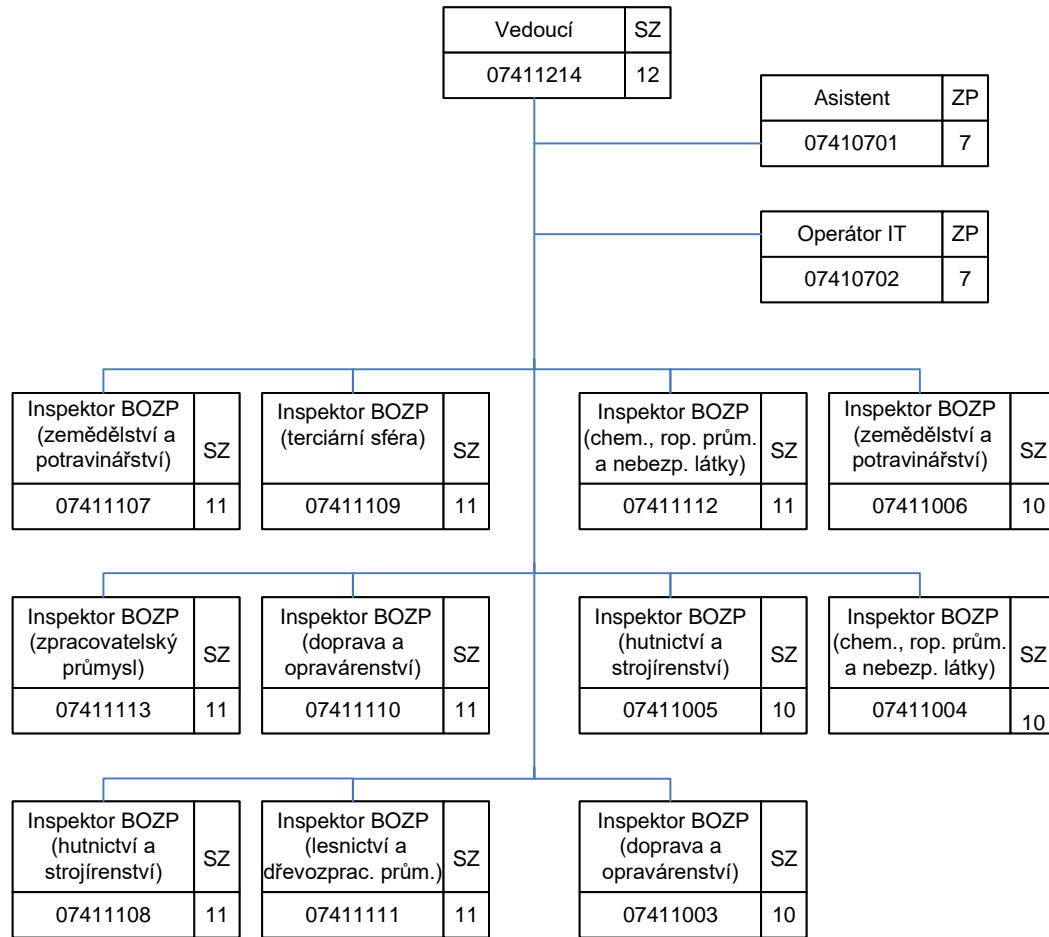 Vedoucí SZ
07411214 12
Asistent ZP
07410701 7
Operátor IT ZP
07410702 7
Inspektor BOZP
(zemědělství a
potravinářství)
SZ
07411107 11
Inspektor BOZP
(terciární sféra)
SZ
07411109 11
Inspektor BOZP
(chem., rop. prům.
a nebezp. látky)
SZ
07411112 11
Inspektor BOZP
(zemědělství a
potravinářství)
SZ
07411006 10
Inspektor BOZP
(zpracovatelský
průmysl)
SZ
07411113 11
Inspektor BOZP
(doprava a
opravárenství)
SZ
07411110 11
Inspektor BOZP
(hutnictví a
strojírenství)
SZ
07411005 10
Inspektor BOZP
(chem., rop. prům.
a nebezp. látky)
SZ
07411004 10
Inspektor BOZP
(hutnictví a
strojírenství)
SZ
07411108 11
Inspektor BOZP
(lesnictví a
dřevozprac. prům.)
SZ
07411111 11
Inspektor BOZP
(doprava a
opravárenství)
SZ
07411003 10